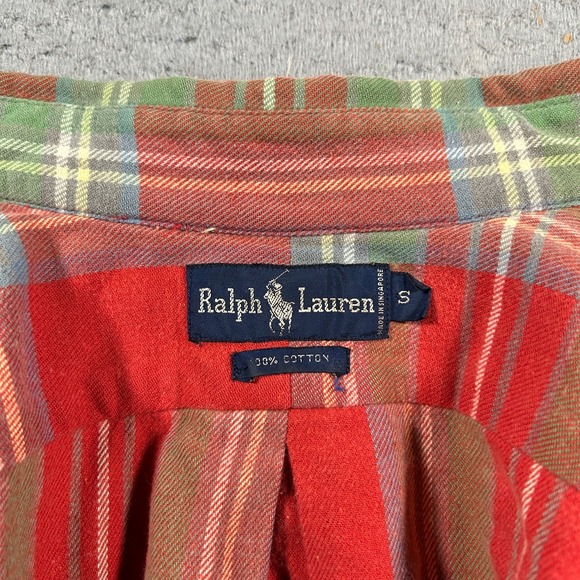 Ralph Lauren
MADE IN SINGAPORE
S
100% COTTON